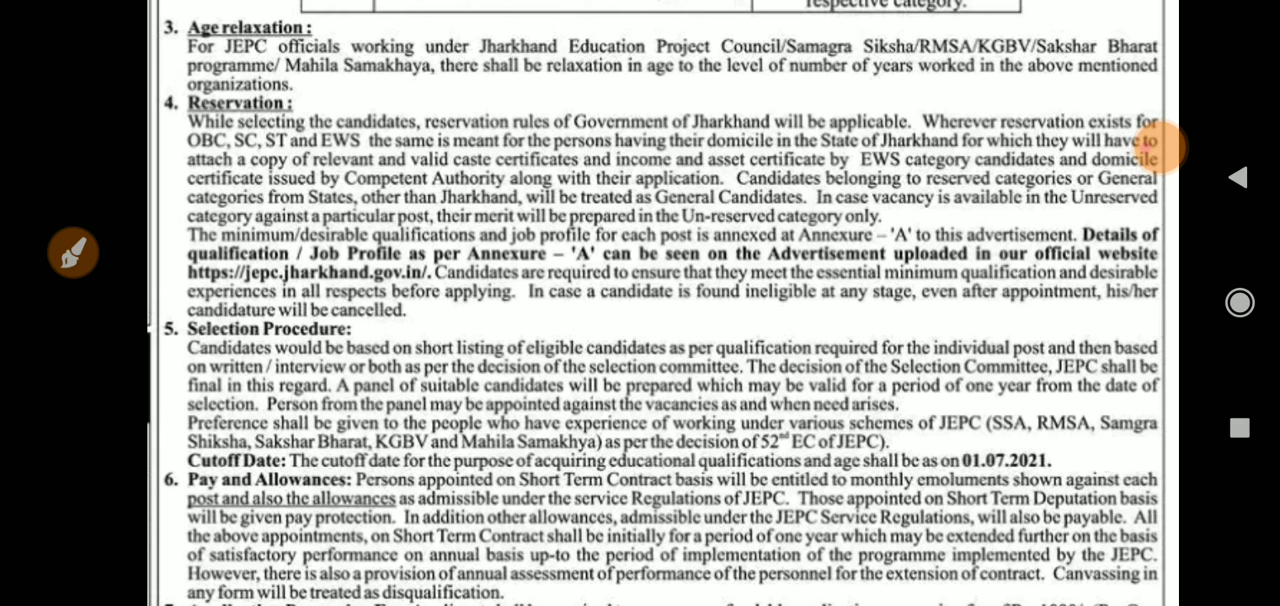 respective category.
3. Age relaxation :
For JEPC officials working under Jharkhand Education Project Council/Samagra Siksha/RMSA/KGBV/Sakshar Bharat
programme/ Mahila Samakhaya, there shall be relaxation in age to the level of number of years worked in the above mentioned
organizations.
4. Reservation :
While selecting the candidates, reservation rules of Government of Jharkhand will be applicable. Wherever reservation exists for
OBC, SC, ST and EWS the same is meant for the persons having their domicile in the State of Jharkhand for which they will have to
attach a copy of relevant and valid caste certificates and income and asset certificate by EWS category candidates and domicile
certificate issued by Competent Authority along with their application. Candidates belonging to reserved categories or General
categories from States, other than Jharkhand, will be treated as General Candidates. In case vacancy is available in the Unreserved
category against a particular post, their merit will be prepared in the Un-reserved category only.
The minimum/desirable qualifications and job profile for each post is annexed at Annexure – 'A' to this advertisement. Details of
qualification / Job Profile as per Annexure – 'A' can be seen on the Advertisement uploaded in our official website
https://jepc.jharkhand.gov.in/. Candidates are required to ensure that they meet the essential minimum qualification and desirable
experiences in all respects before applying. In case a candidate is found ineligible at any stage, even after appointment, his/her
candidature will be cancelled.
5. Selection Procedure:
Candidates would be based on short listing of eligible candidates as per qualification required for the individual post and then based
on written / interview or both as per the decision of the selection committee. The decision of the Selection Committee, JEPC shall be
final in this regard. A panel of suitable candidates will be prepared which may be valid for a period of one year from the date of
selection. Person from the panel may be appointed against the vacancies as and when need arises.
Preference shall be given to the people who have experience of working under various schemes of JEPC (SSA, RMSA, Samgra
Shiksha, Sakshar Bharat, KGBV and Mahila Samakhya) as per the decision of 52nd EC of JEPC).
Cutoff Date: The cutoff date for the purpose of acquiring educational qualifications and age shall be as on 01.07.2021.
6. Pay and Allowances: Persons appointed on Short Term Contract basis will be entitled to monthly emoluments shown against each
post and also the allowances as admissible under the service Regulations of JEPC. Those appointed on Short Term Deputation basis
will be given pay protection. In addition other allowances, admissible under the JEPC Service Regulations, will also be payable. All
the above appointments, on Short Term Contract shall be initially for a period of one year which may be extended further on the basis
of satisfactory performance on annual basis up-to the period of implementation of the programme implemented by the JEPC.
However, there is also a provision of annual assessment of performance of the personnel for the extension of contract. Canvassing in
any form will be treated as disqualification.